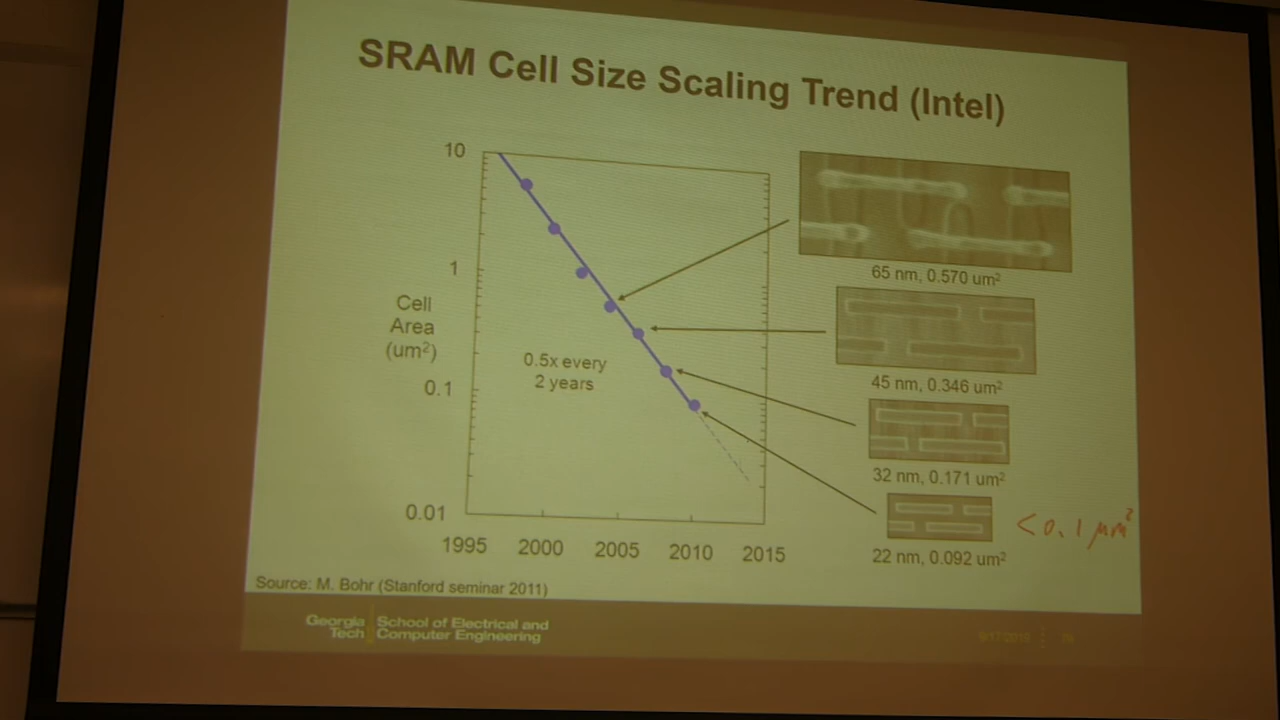 SRAM Cell Size Scaling Trend (Intel)
10
1
0.1
0.01
Cell
Area
(um²)
0.5x every
2 years
1995 2000 2005 2010 2015
65 nm, 0.570 um²
45 nm, 0.346 um²
32 nm, 0.171 um²
22 nm, 0.092 um²
< 0.1 μm²
Source: M. Bohr (Stanford seminar 2011)
Georgia
Tech
School of Electrical and
Computer Engineering